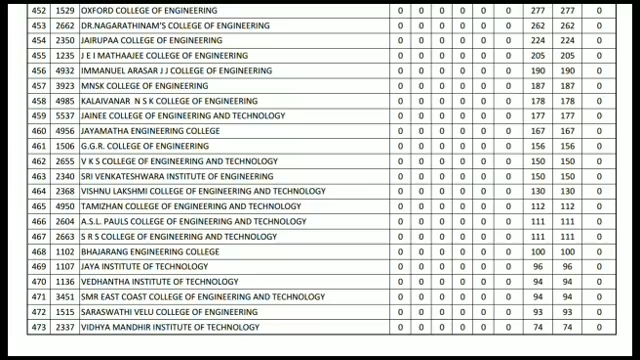 452 1529 OXFORD COLLEGE OF ENGINEERING 0 0 0 0 0 0 277 277 0
453 2662 DR.NAGARATHINAM'S COLLEGE OF ENGINEERING 0 0 0 0 0 0 262 262 0
454 2350 JAIRUPAA COLLEGE OF ENGINEERING 0 0 0 0 0 0 224 224 0
455 1235 J E I MATHAAJEE COLLEGE OF ENGINEERING 0 0 0 0 0 0 205 205 0
456 4932 IMMANUEL ARASAR J J COLLEGE OF ENGINEERING 0 0 0 0 0 0 190 190 0
457 3923 MNSK COLLEGE OF ENGINEERING 0 0 0 0 0 0 187 187 0
458 4985 KALAIVANAR N S K COLLEGE OF ENGINEERING 0 0 0 0 0 0 178 178 0
459 5537 JAINEE COLLEGE OF ENGINEERING AND TECHNOLOGY 0 0 0 0 0 0 177 177 0
460 4956 JAYAMATHA ENGINEERING COLLEGE 0 0 0 0 0 0 167 167 0
461 1506 G.G.R. COLLEGE OF ENGINEERING 0 0 0 0 0 0 156 156 0
462 2655 V K S COLLEGE OF ENGINEERING AND TECHNOLOGY 0 0 0 0 0 0 150 150 0
463 2340 SRI VENKATESHWARA INSTITUTE OF ENGINEERING 0 0 0 0 0 0 150 150 0
464 2368 VISHNU LAKSHMI COLLEGE OF ENGINEERING AND TECHNOLOGY 0 0 0 0 0 0 130 130 0
465 4950 TAMIZHAN COLLEGE OF ENGINEERING AND TECHNOLOGY 0 0 0 0 0 0 112 112 0
466 2604 A.S.L. PAULS COLLEGE OF ENGINEERING AND TECHNOLOGY 0 0 0 0 0 0 111 111 0
467 2663 S R S COLLEGE OF ENGINEERING AND TECHNOLOGY 0 0 0 0 0 0 111 111 0
468 1102 BHAJARANG ENGINEERING COLLEGE 0 0 0 0 0 0 100 100 0
469 1107 JAYA INSTITUTE OF TECHNOLOGY 0 0 0 0 0 0 96 96 0
470 1136 VEDHANTHA INSTITUTE OF TECHNOLOGY 0 0 0 0 0 0 94 94 0
471 3451 SMR EAST COAST COLLEGE OF ENGINEERING AND TECHNOLOGY 0 0 0 0 0 0 94 94 0
472 1515 SARASWATHI VELU COLLEGE OF ENGINEERING 0 0 0 0 0 0 93 93 0
473 2337 VIDHYA MANDHIR INSTITUTE OF TECHNOLOGY 0 0 0 0 0 0 74 74 0